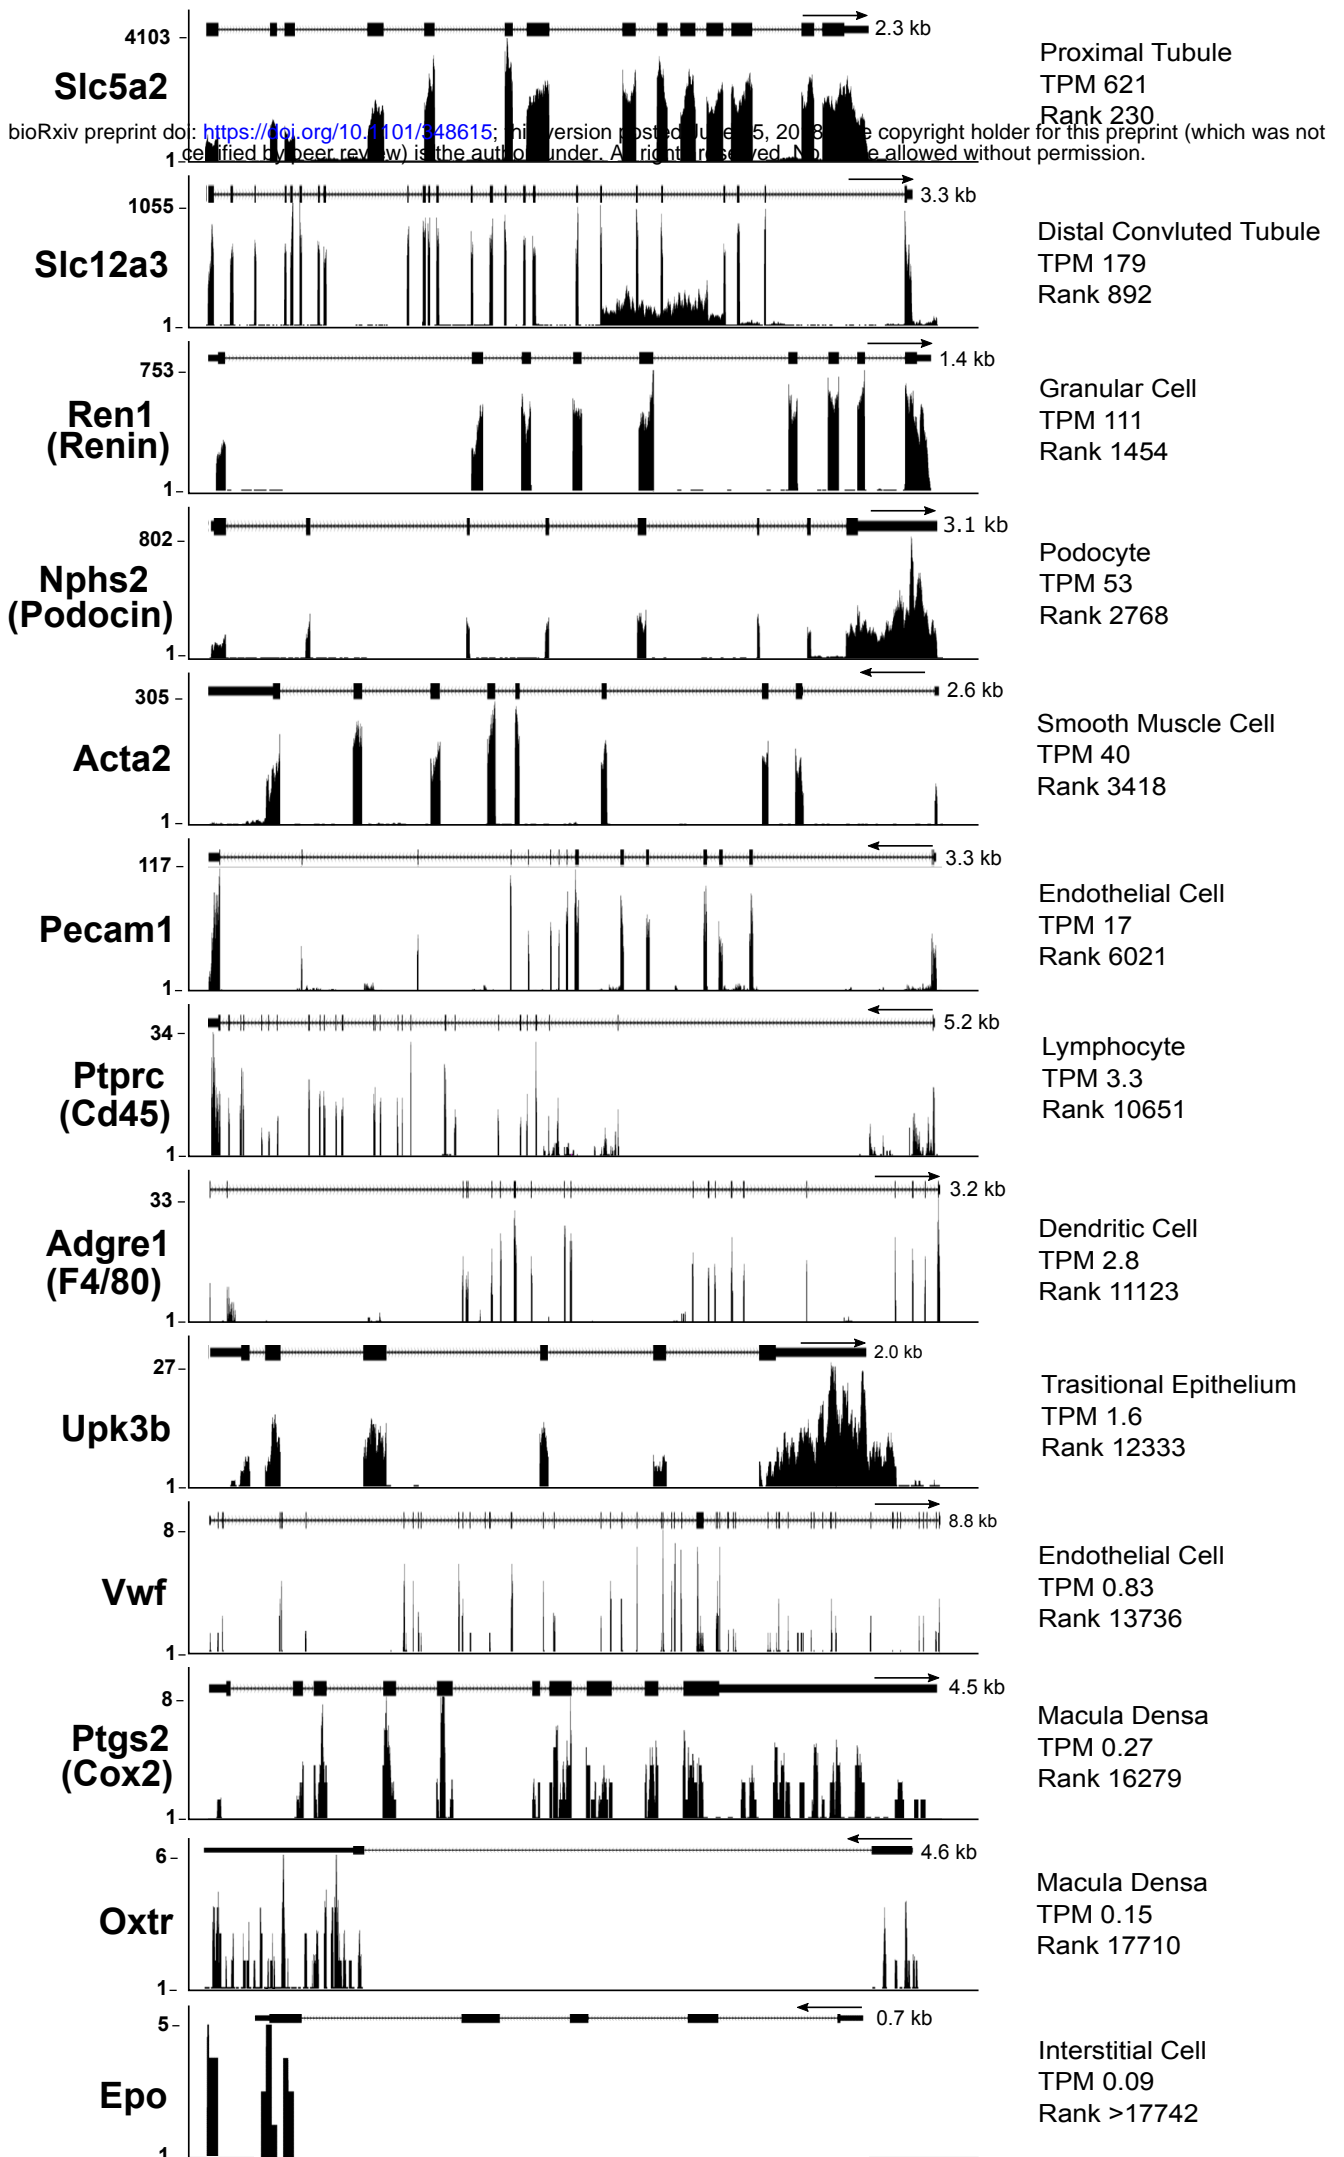 2.3 kb
4103
Slc5a2
1
Proximal Tubule
TPM 621
Rank 230
bioRxiv preprint doi: https://doi.org/10.1101/348615; this version posted June 15, 2018. The copyright holder for this preprint (which was not
certified by peer review) is the author/funder. All rights reserved. No reuse allowed without permission.
3.3 kb
1055
Slc12a3
1
Distal Convluted Tubule
TPM 179
Rank 892
1.4 kb
753
Ren1
(Renin)
1
Granular Cell
TPM 111
Rank 1454
3.1 kb
802
Nphs2
(Podocin)
1
Podocyte
TPM 53
Rank 2768
2.6 kb
305
Acta2
1
Smooth Muscle Cell
TPM 40
Rank 3418
3.3 kb
117
Pecam1
1
Endothelial Cell
TPM 17
Rank 6021
5.2 kb
34
Ptprc
(Cd45)
1
Lymphocyte
TPM 3.3
Rank 10651
3.2 kb
33
Adgre1
(F4/80)
1
Dendritic Cell
TPM 2.8
Rank 11123
2.0 kb
27
Upk3b
1
Trasitional Epithelium
TPM 1.6
Rank 12333
8.8 kb
8
Vwf
1
Endothelial Cell
TPM 0.83
Rank 13736
4.5 kb
8
Ptgs2
(Cox2)
1
Macula Densa
TPM 0.27
Rank 16279
4.6 kb
6
Oxtr
1
Macula Densa
TPM 0.15
Rank 17710
0.7 kb
5
Epo
1
Interstitial Cell
TPM 0.09
Rank >17742